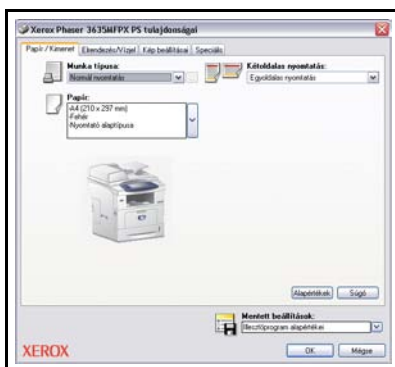 Xerox Phaser 3635MFPX PS tulajdonságai
Papír / Kimenet Elrendezés/Vízjel Kép beállításai Speciális
Munka típusa:
Normál nyomtatás
Kétoldalas nyomtatás:
Egyoldalas nyomtatás
Papír:
-A4 (210 x 297 mm)
-Fehér
-Nyomtató alaptípusa
Alapértékek Súgó
Mentett beállítások:
Illesztőprogram alapértékei
XEROX
OK Mégse